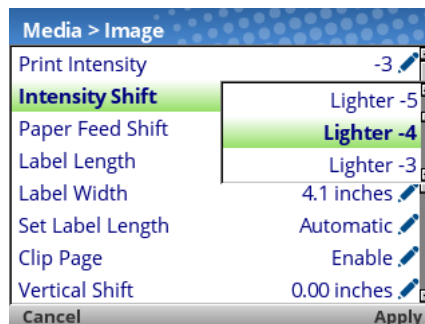 Media > Image
Print Intensity -3
Intensity Shift Lighter -5
Paper Feed Shift Lighter -4
Label Length Lighter -3
Label Width 4.1 inches
Set Label Length Automatic
Clip Page Enable
Vertical Shift 0.00 inches
Cancel Apply